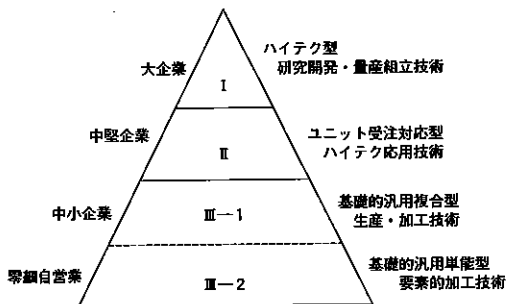 大企業
I
ハイテク型
研究開発・量産組立技術
中堅企業
II
ユニット受注対応型
ハイテク応用技術
中小企業
III—1
基礎的汎用複合型
生産・加工技術
零細自営業
III—2
基礎的汎用単能型
要素的加工技術